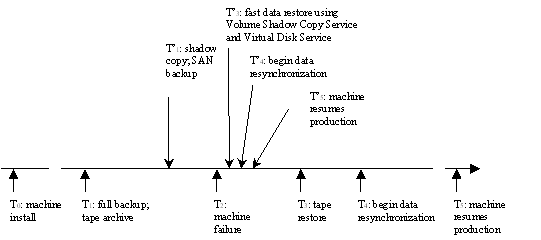 T'₃: fast data restore using
Volume Shadow Copy Service
and Virtual Disk Service
T'₁: shadow
copy; SAN
backup
T'₄: begin data
resynchronization
T'₅: machine
resumes
production
T₀: machine
install
T₁: full backup;
tape archive
T₂:
machine
failure
T₃: tape
restore
T₄: begin data
resynchronization
T₅: machine
resumes
production